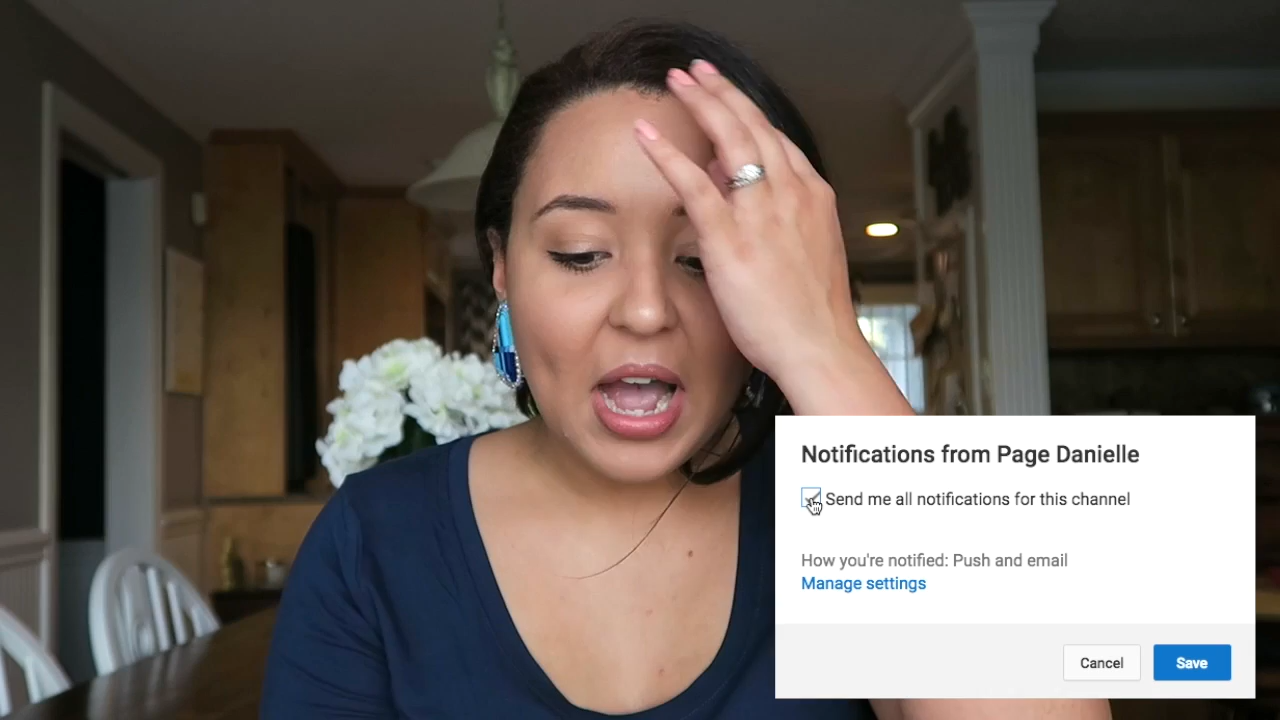 Notifications from Page Danielle
Send me all notifications for this channel
How you're notified: Push and email
Manage settings
Cancel
Save